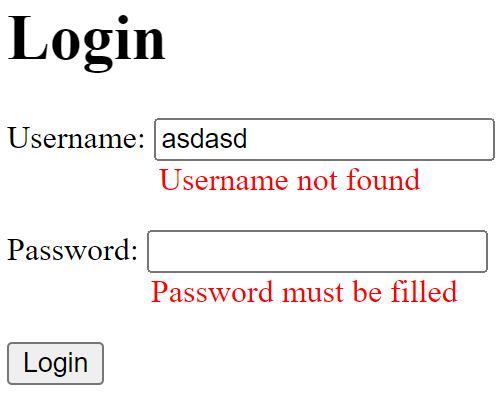 Login
Username: asdasd
Username not found
Password:
Password must be filled
Login